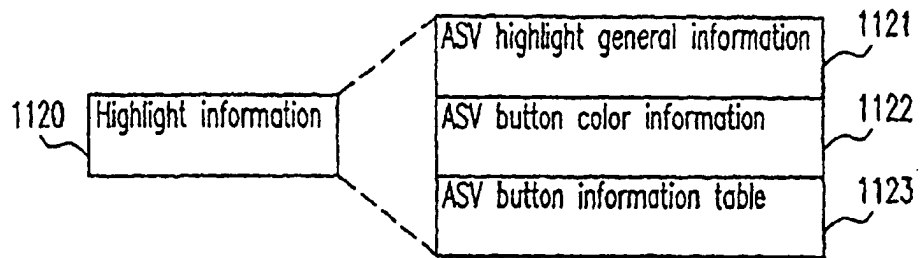 ASV highlight general information 1121
1120 Highlight information
ASV button color information 1122
ASV button information table 1123